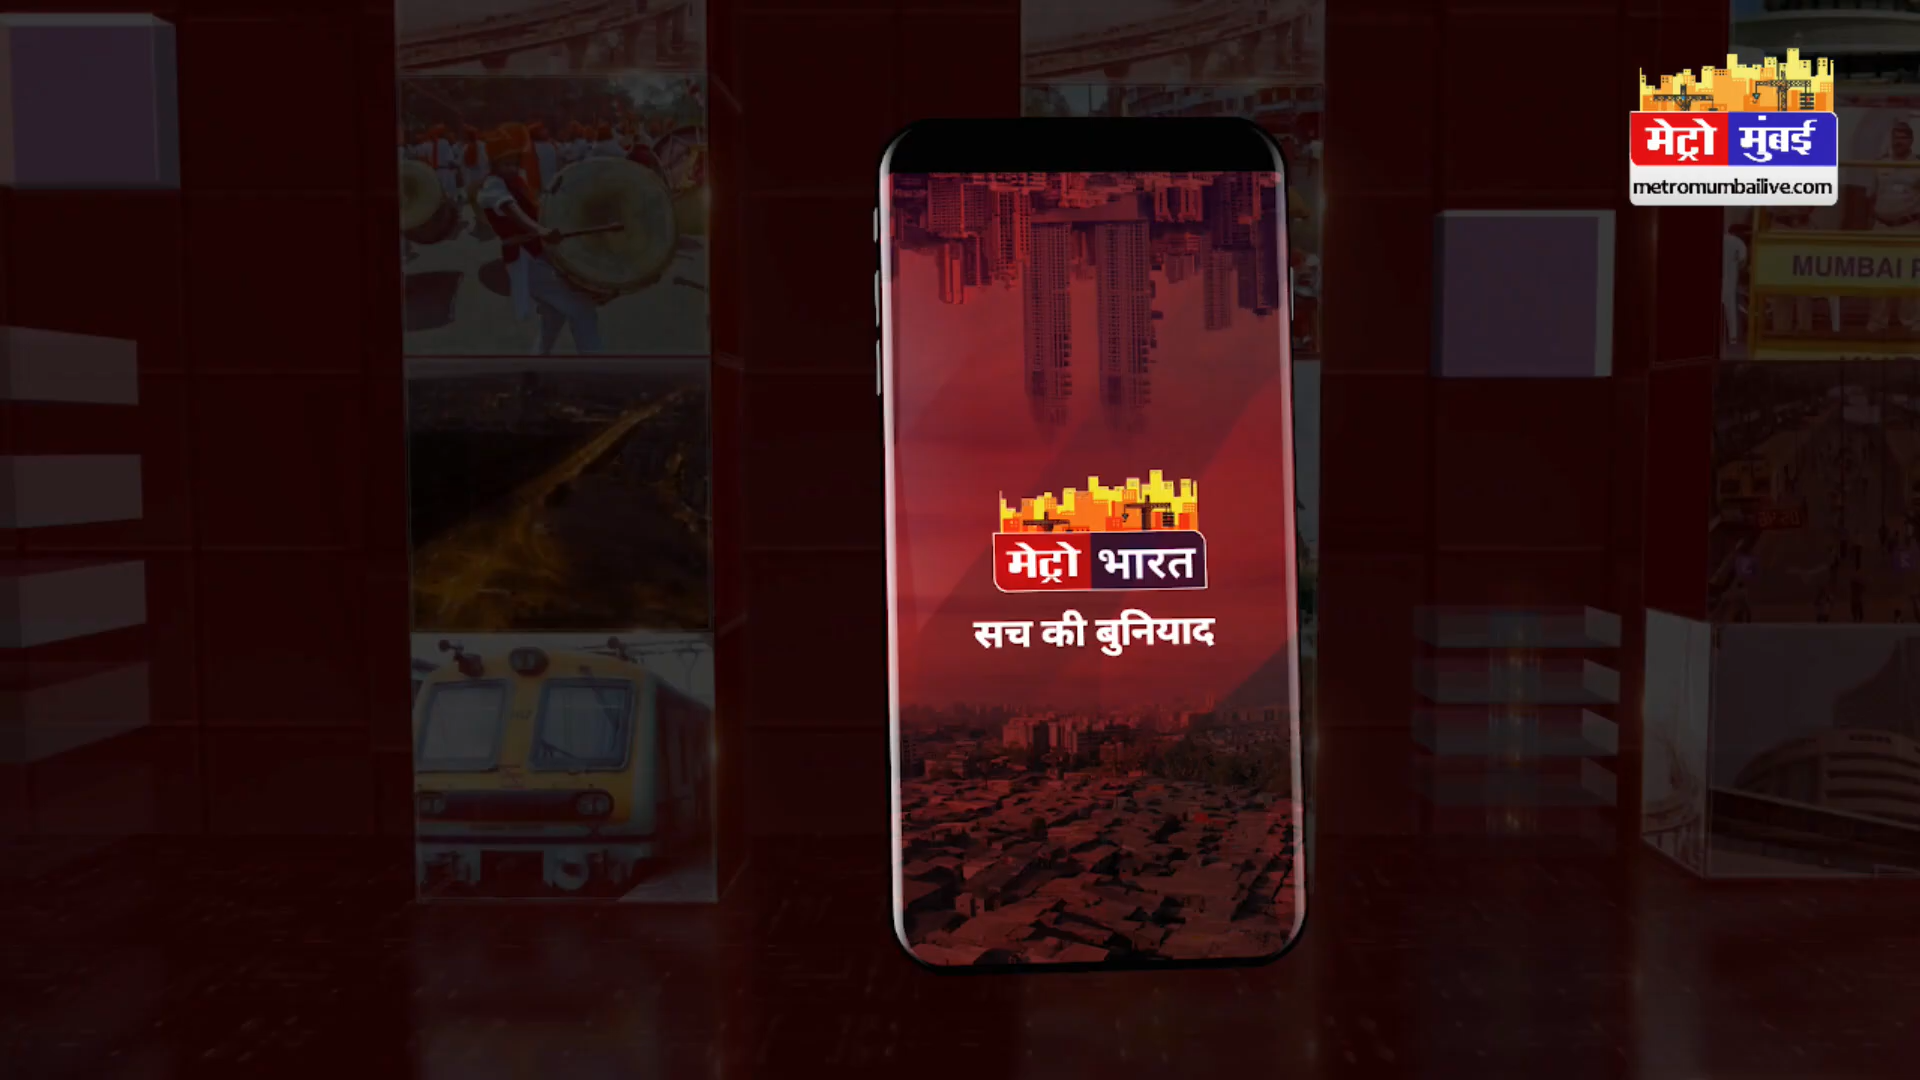 मेट्रो मुंबई
metromumbailive.com
MUMBAI
मेट्रो भारत
सच की बुनियाद